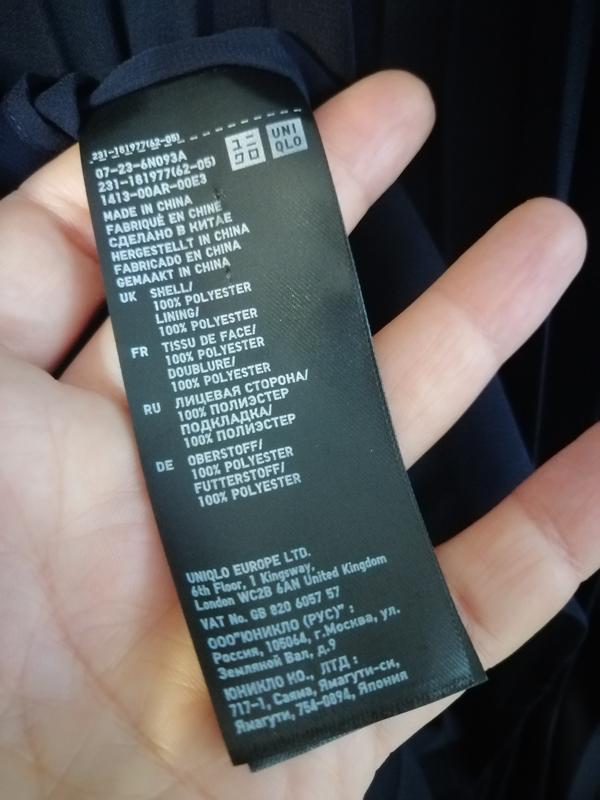 231-181977(62-05)
ユニ
クロ
UNI
QLO
07-23-6N093A
231-181977(62-05)
1413-00AR-00E3
MADE IN CHINA
FABRIQUÉ EN CHINE
СДЕЛАНО В КИТАЕ
HERGESTELLT IN CHINA
FABRICADO EN CHINA
GEMAAKT IN CHINA
UK SHELL/
100% POLYESTER
LINING/
100% POLYESTER
FR TISSU DE FACE/
100% POLYESTER
DOUBLURE/
100% POLYESTER
RU ЛИЦЕВАЯ СТОРОНА/
100% ПОЛИЭСТЕР
ПОДКЛАДКА/
100% ПОЛИЭСТЕР
DE OBERSTOFF/
100% POLYESTER
FUTTERSTOFF/
100% POLYESTER
UNIQLO EUROPE LTD.
6th Floor, 1 Kingsway,
London WC2B 6AN United Kingdom
VAT No. GB 820 6057 57
ООО"ЮНИКЛО (РУС)" :
Россия, 105064, г.Москва, ул.
Земляной Вал, д.9
ЮНИКЛО КО., ЛТД :
717-1, Саяма, Ямагути-си,
Ямагути, 754-0894, Япония